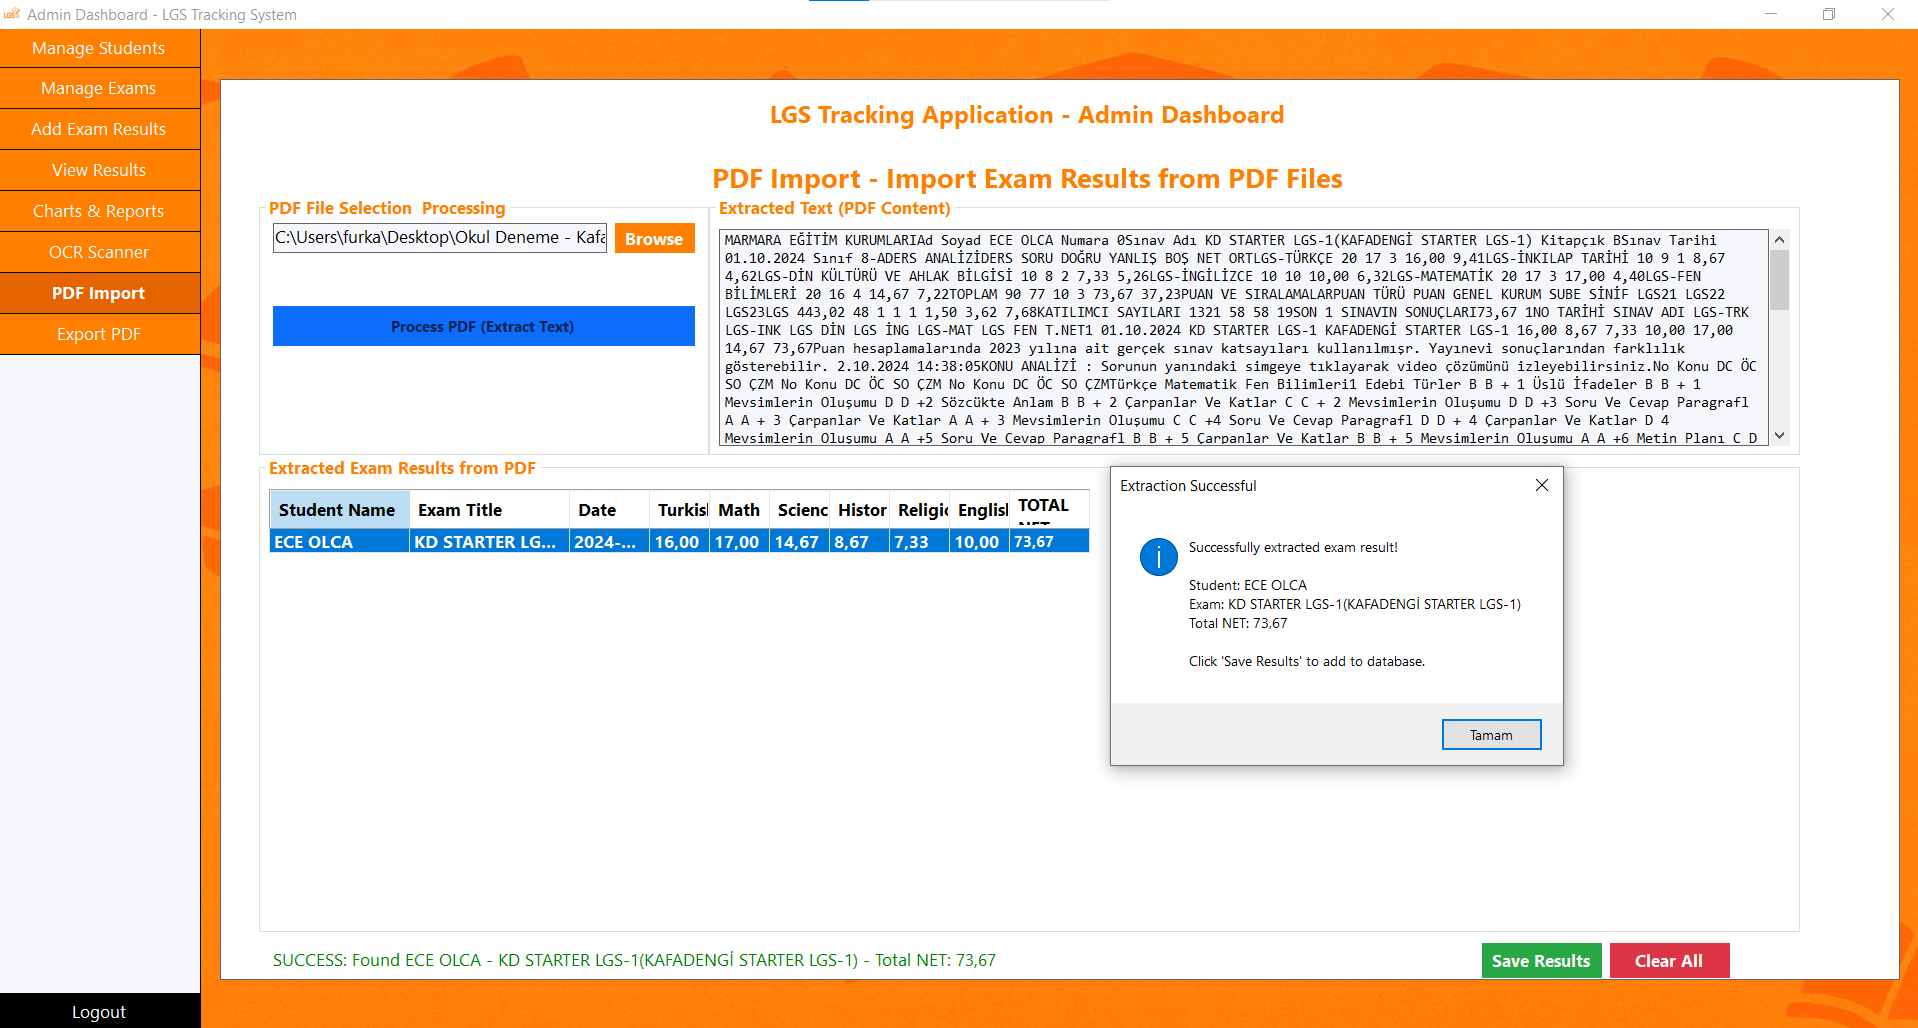 LGS
Admin Dashboard - LGS Tracking System
Manage Students
Manage Exams
Add Exam Results
View Results
Charts & Reports
OCR Scanner
PDF Import
Export PDF
Logout
LGS Tracking Application - Admin Dashboard
PDF Import - Import Exam Results from PDF Files
PDF File Selection Processing
C:\Users\furka\Desktop\Okul Deneme - Kafa
Browse
Process PDF (Extract Text)
Extracted Text (PDF Content)
MARMARA EĞİTİM KURUMLARIAd Soyad ECE OLCA Numara 0Sınav Adı KD STARTER LGS-1(KAFADENGİ STARTER LGS-1) Kitapçık BSınav Tarihi
01.10.2024 Sınıf 8-ADERS ANALİZİDERS SORU DOĞRU YANLIŞ BOŞ NET ORTLGS-TÜRKÇE 20 17 3 16,00 9,41LGS-İNKILAP TARİHİ 10 9 1 8,67
4,62LGS-DİN KÜLTÜRÜ VE AHLAK BİLGİSİ 10 8 2 7,33 5,26LGS-İNGİLİZCE 10 10 10,00 6,32LGS-MATEMATİK 20 17 3 17,00 4,40LGS-FEN
BİLİMLERİ 20 16 4 14,67 7,22TOPLAM 90 77 10 3 73,67 37,23PUAN VE SIRALAMALARPUAN TÜRÜ PUAN GENEL KURUM SUBE SİNİF LGS21 LGS22
LGS23LGS 443,02 48 1 1 1 1,50 3,62 7,68KATILIMCI SAYILARI 1321 58 58 19SON 1 SINAVIN SONUÇLARI73,67 1NO TARİHİ SINAV ADI LGS-TRK
LGS-INK LGS DİN LGS İNG LGS-MAT LGS FEN T.NET1 01.10.2024 KD STARTER LGS-1 KAFADENGİ STARTER LGS-1 16,00 8,67 7,33 10,00 17,00
14,67 73,67Puan hesaplamalarında 2023 yılına ait gerçek sınav katsayıları kullanılmışr. Yayınevi sonuçlarından farklılık
gösterebilir. 2.10.2024 14:38:05KONU ANALİZİ : Sorunun yanındaki simgeye tıklayarak video çözümünü izleyebilirsiniz.No Konu DC ÖC
SO ÇZM No Konu DC ÖC SO ÇZM No Konu DC ÖC SO ÇZMTürkçe Matematik Fen Bilimleri1 Edebi Türler B B + 1 Üslü İfadeler B B + 1
Mevsimlerin Oluşumu D D +2 Sözcükte Anlam B B + 2 Çarpanlar Ve Katlar C C + 2 Mevsimlerin Oluşumu D D +3 Soru Ve Cevap Paragrafl
A A + 3 Çarpanlar Ve Katlar A A + 3 Mevsimlerin Oluşumu C C +4 Soru Ve Cevap Paragrafl D D + 4 Çarpanlar Ve Katlar D 4
Mevsimlerin Oluşumu A A +5 Soru Ve Cevap Paragrafl B B + 5 Çarpanlar Ve Katlar B B + 5 Mevsimlerin Oluşumu A A +6 Metin Planı C D
Extracted Exam Results from PDF
Student Name Exam Title Date Turkis Math Scienc Histor Religio Englis TOTAL
NET
ECE OLCA KD STARTER LG... 2024-... 16,00 17,00 14,67 8,67 7,33 10,00 73,67
Extraction Successful
Successfully extracted exam result!
Student: ECE OLCA
Exam: KD STARTER LGS-1(KAFADENGİ STARTER LGS-1)
Total NET: 73,67
Click 'Save Results' to add to database.
Tamam
SUCCESS: Found ECE OLCA - KD STARTER LGS-1(KAFADENGİ STARTER LGS-1) - Total NET: 73,67
Save Results
Clear All